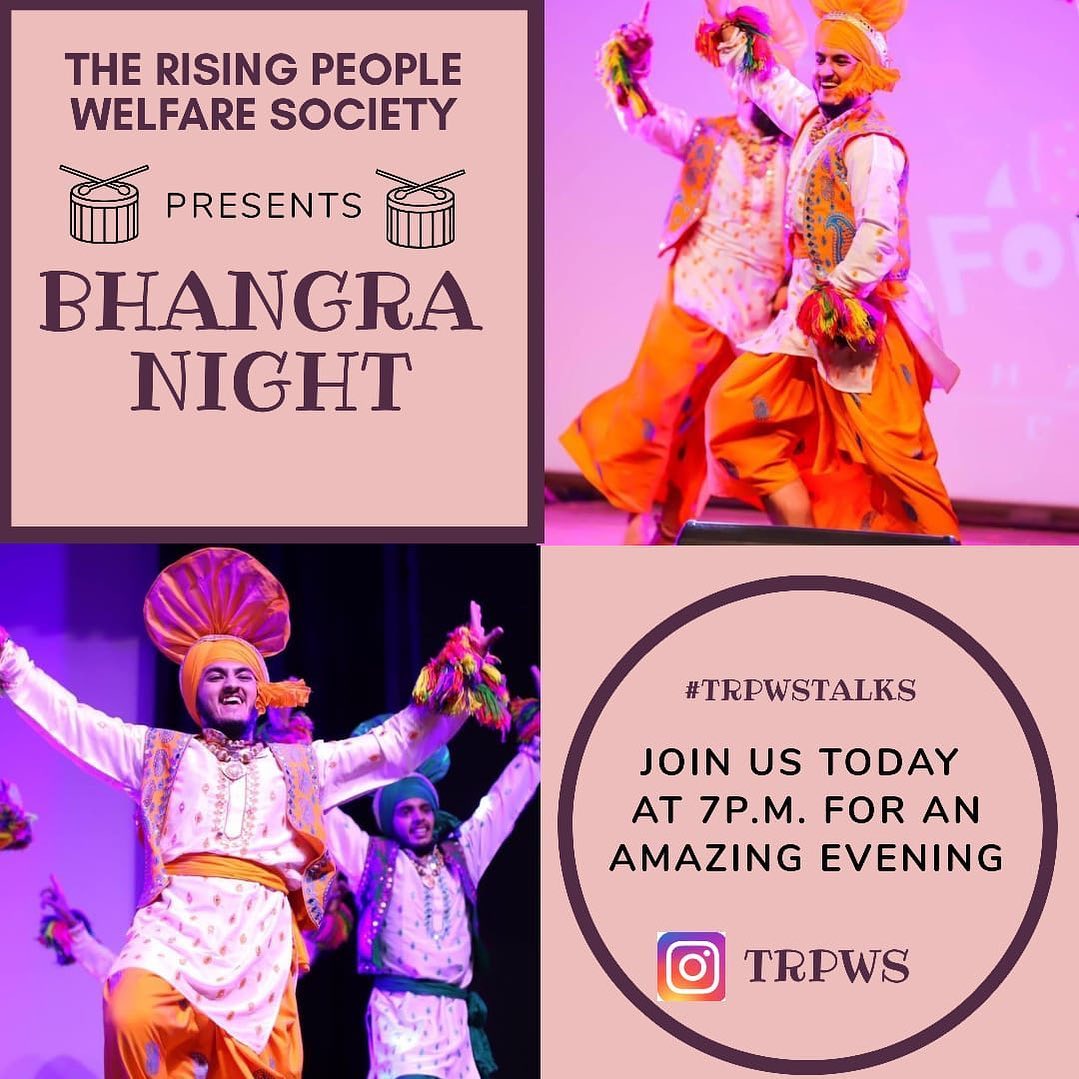 THE RISING PEOPLE
WELFARE SOCIETY
PRESENTS
BHANGRA
NIGHT
#TRPWSTALKS
JOIN US TODAY
AT 7P.M. FOR AN
AMAZING EVENING
TRPWS